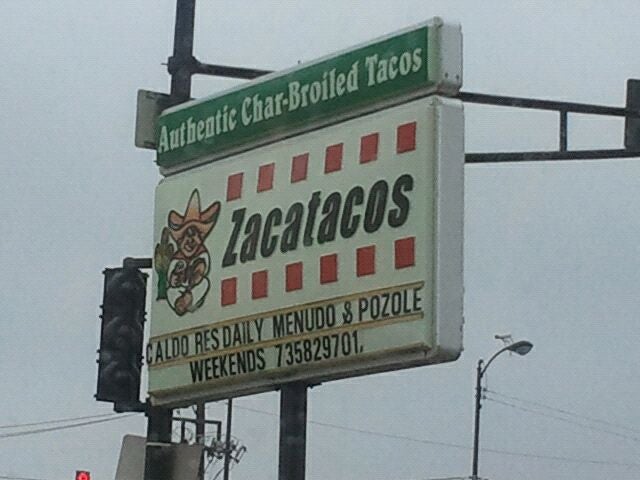 Authentic Char-Broiled Tacos
Zacatacos
CALDO RES DAILY MENUDO & POZOLE
WEEKENDS 735829701,